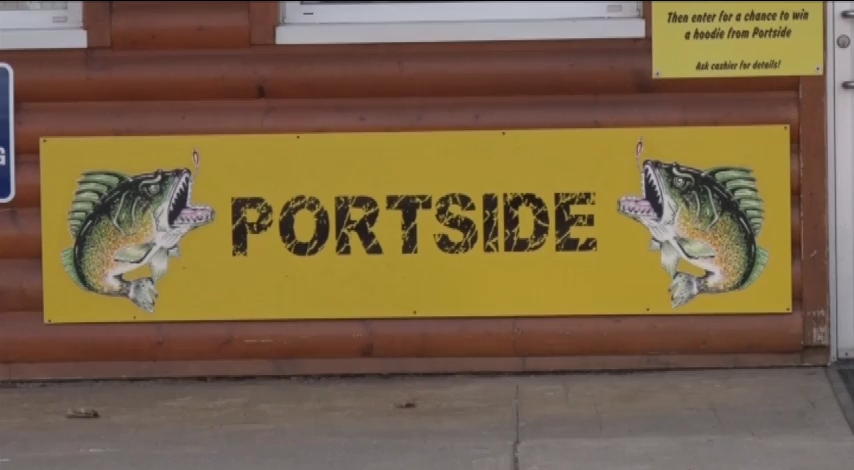 Then enter for a chance to win
a hoodie from Portside
Ask cashier for details!
PORTSIDE
G